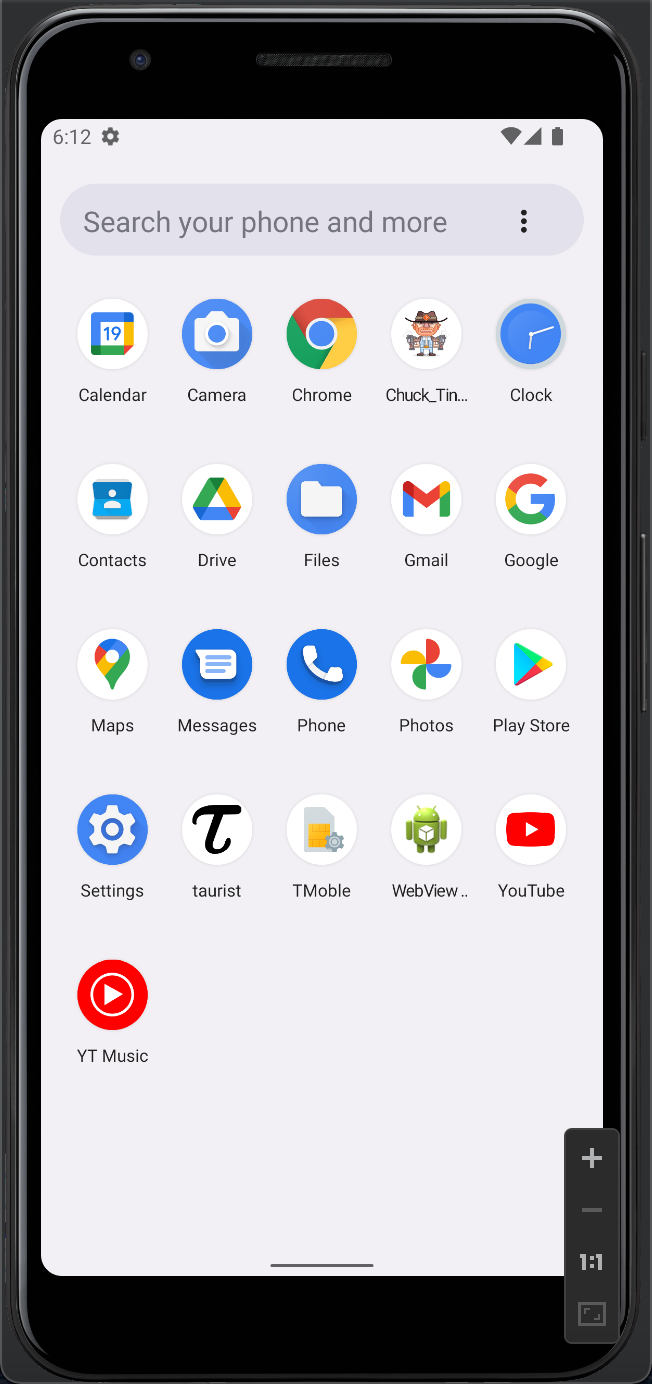 6:12
Search your phone and more
19
Calendar Camera Chrome Chuck_Tin... Clock
Contacts Drive Files Gmail Google
Maps Messages Phone Photos Play Store
Settings taurist TMoble WebView .. YouTube
YT Music
1:1